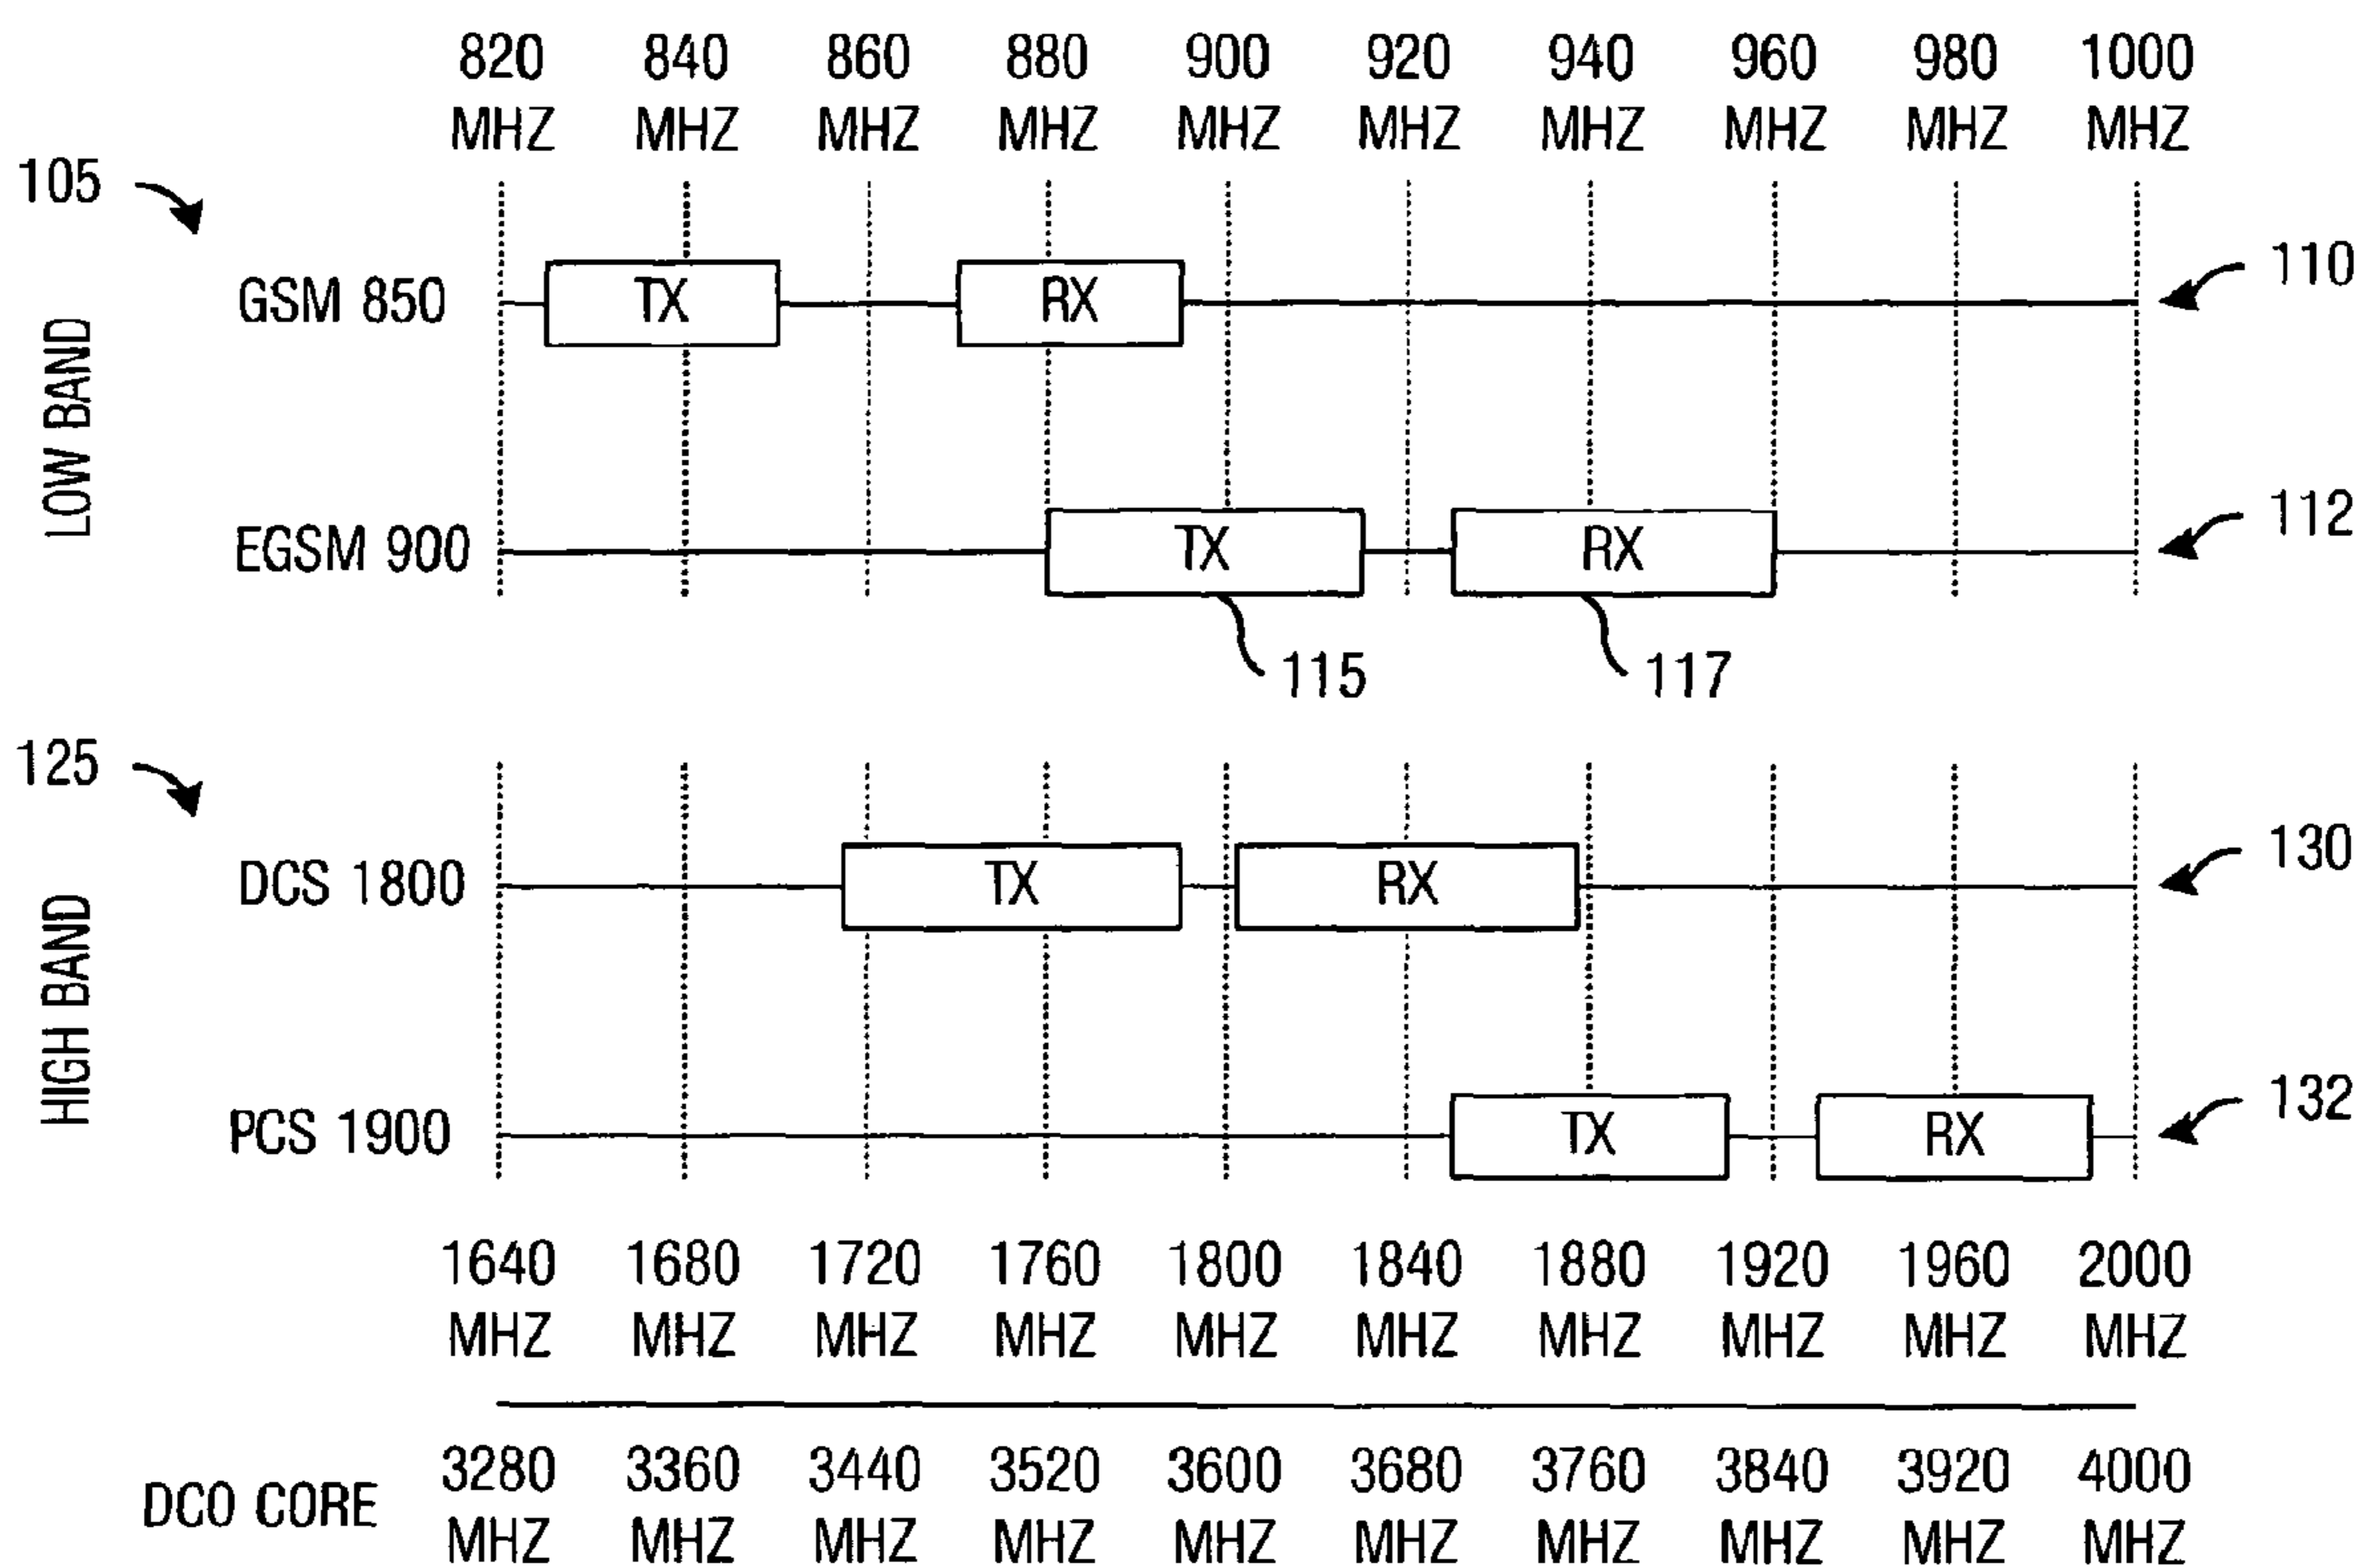 820 840 860 880 900 920 940 960 980 1000
MHZ MHZ MHZ MHZ MHZ MHZ MHZ MHZ MHZ MHZ
105
GSM 850 TX RX 110
LOW BAND
EGSM 900 TX RX 112
115 117
125
DCS 1800 TX RX 130
HIGH BAND
PCS 1900 TX RX 132
1640 1680 1720 1760 1800 1840 1880 1920 1960 2000
MHZ MHZ MHZ MHZ MHZ MHZ MHZ MHZ MHZ MHZ
DCO CORE 3280 3360 3440 3520 3600 3680 3760 3840 3920 4000
MHZ MHZ MHZ MHZ MHZ MHZ MHZ MHZ MHZ MHZ